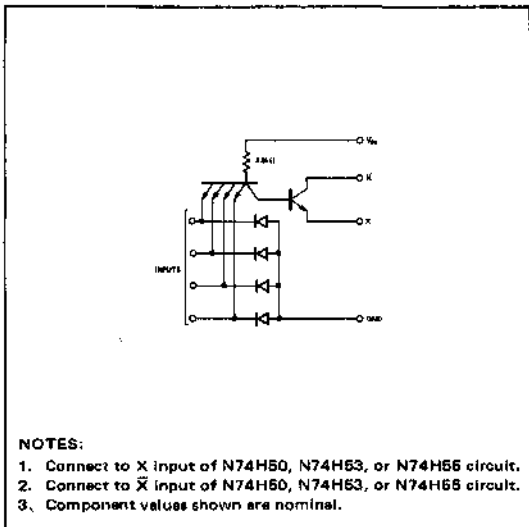 INPUTS
GND
NOTES:
1. Connect to X input of N74H50, N74H53, or N74H55 circuit.
2. Connect to X̄ input of N74H50, N74H53, or N74H55 circuit.
3. Component values shown are nominal.